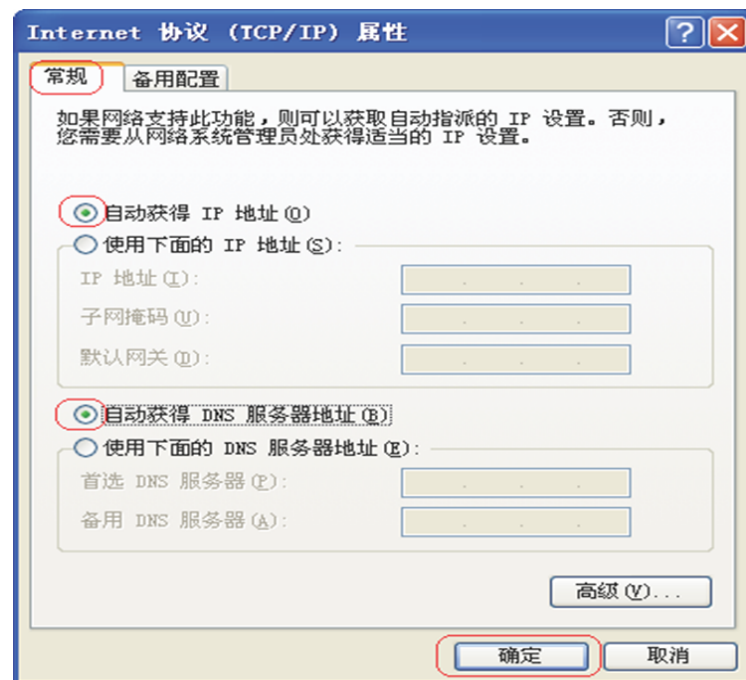 Internet 协议 (TCP/IP) 属性
常规
备用配置
如果网络支持此功能，则可以获取自动指派的 IP 设置。否则，
您需要从网络系统管理员处获得适当的 IP 设置。
自动获得 IP 地址(O)
使用下面的 IP 地址(S):
IP 地址(I):
子网掩码(U):
默认网关(D):
自动获得 DNS 服务器地址(B)
使用下面的 DNS 服务器地址(E):
首选 DNS 服务器(P):
备用 DNS 服务器(A):
高级(V)...
确定
取消